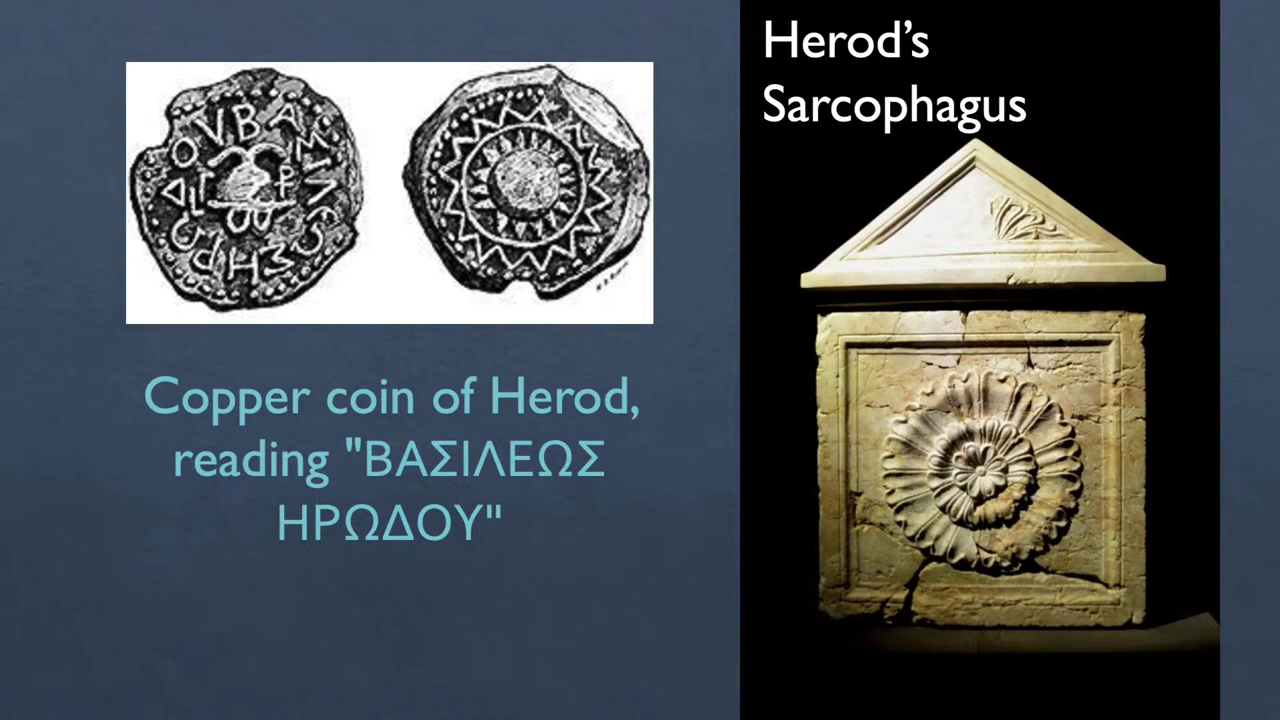 Herod’s
Sarcophagus
Copper coin of Herod,
reading "ΒΑΣΙΛΕΩΣ
ΗΡΩΔΟΥ"